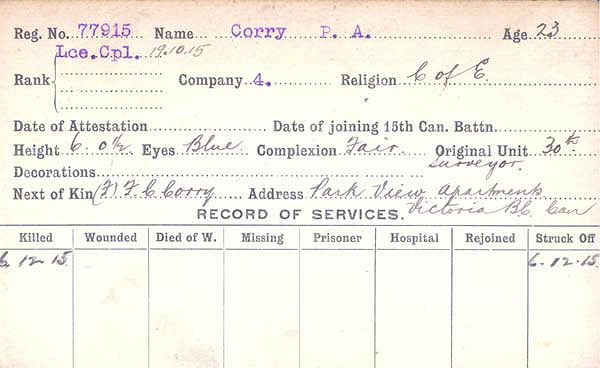 Reg. No. 77915 Name Corry P. A. Age 23
Lce.Cpl. 19.10.15
Rank Company 4. Religion C of E.
Date of Attestation Date of joining 15th Can. Battn.
Height 6. 0½ Eyes Blue Complexion Fair Original Unit 30th
Decorations Surveyor.
Next of Kin (F) F. C. Corry Address Park View Apartments
RECORD OF SERVICES. Victoria B.C. Can
Killed Wounded Died of W. Missing Prisoner Hospital Rejoined Struck Off
6. 12. 15 6. 12. 15.